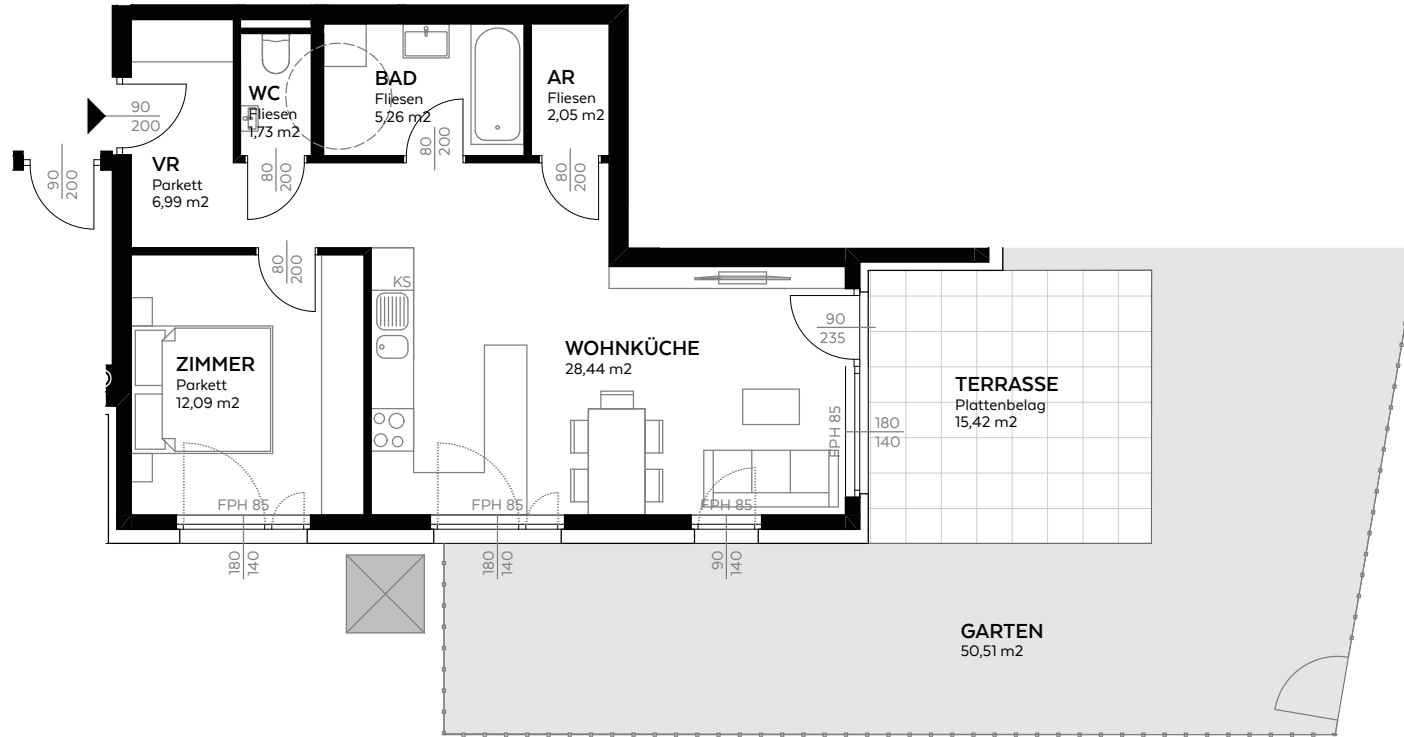 WC
Fliesen
1,73 m2
BAD
Fliesen
5,26 m2
AR
Fliesen
2,05 m2
90
200
VR
Parkett
6,99 m2
90
200
80
200
80
200
80
200
80
200
KS
ZIMMER
Parkett
12,09 m2
WOHNKÜCHE
28,44 m2
90
235
TERRASSE
Plattenbelag
15,42 m2
FPH 85
180
140
FPH 85
FPH 85
FPH 85
180
140
180
140
90
140
GARTEN
50,51 m2